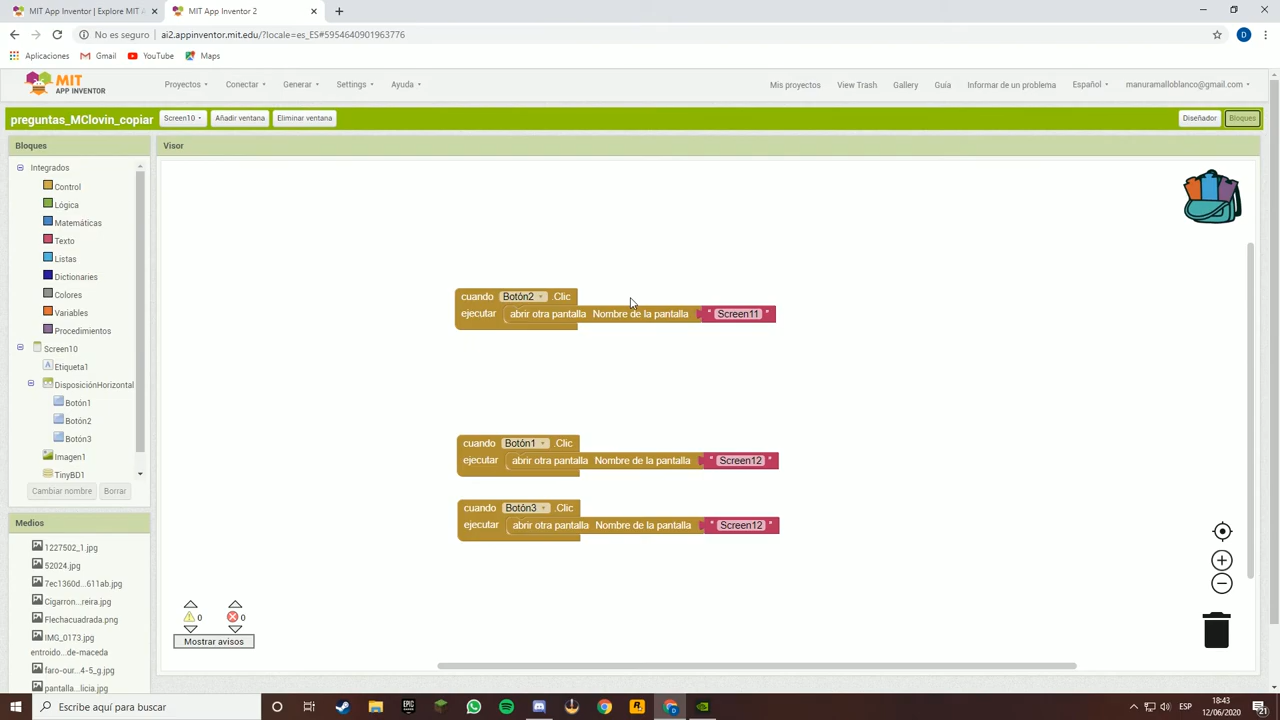 MIT App Inventor | Explore MIT A
MIT App Inventor 2
No es seguro | ai2.appinventor.mit.edu/?locale=es_ES#5954640901963776
D
Aplicaciones
Gmail
YouTube
Maps
MIT
APP INVENTOR
Proyectos
Conectar
Generar
Settings
Ayuda
Mis proyectos
View Trash
Gallery
Guía
Informar de un problema
Español
manuramalloblanco@gmail.com
preguntas_MClovin_copiar
Screen10
Añadir ventana
Eliminar ventana
Diseñador
Bloques
Bloques
Visor
Integrados
Control
Lógica
Matemáticas
Texto
Listas
Dictionaries
Colores
Variables
Procedimientos
Screen10
Etiqueta1
DisposiciónHorizontal
Botón1
Botón2
Botón3
Imagen1
TinyBD1
Cambiar nombre
Borrar
Medios
1227502_1.jpg
52024.jpg
7ec1360d...611ab.jpg
Cigarron...reira.jpg
Flechacuadrada.png
IMG_0173.jpg
entroido...de-maceda
faro-our...4-5_g.jpg
pantalla...licia.jpg
cuando Botón2 .Clic
ejecutar abrir otra pantalla Nombre de la pantalla " Screen11 "
cuando Botón1 .Clic
ejecutar abrir otra pantalla Nombre de la pantalla " Screen12 "
cuando Botón3 .Clic
ejecutar abrir otra pantalla Nombre de la pantalla " Screen12 "
0
0
Mostrar avisos
Escribe aquí para buscar
EPIC
ESP
18:43
12/06/2020
21